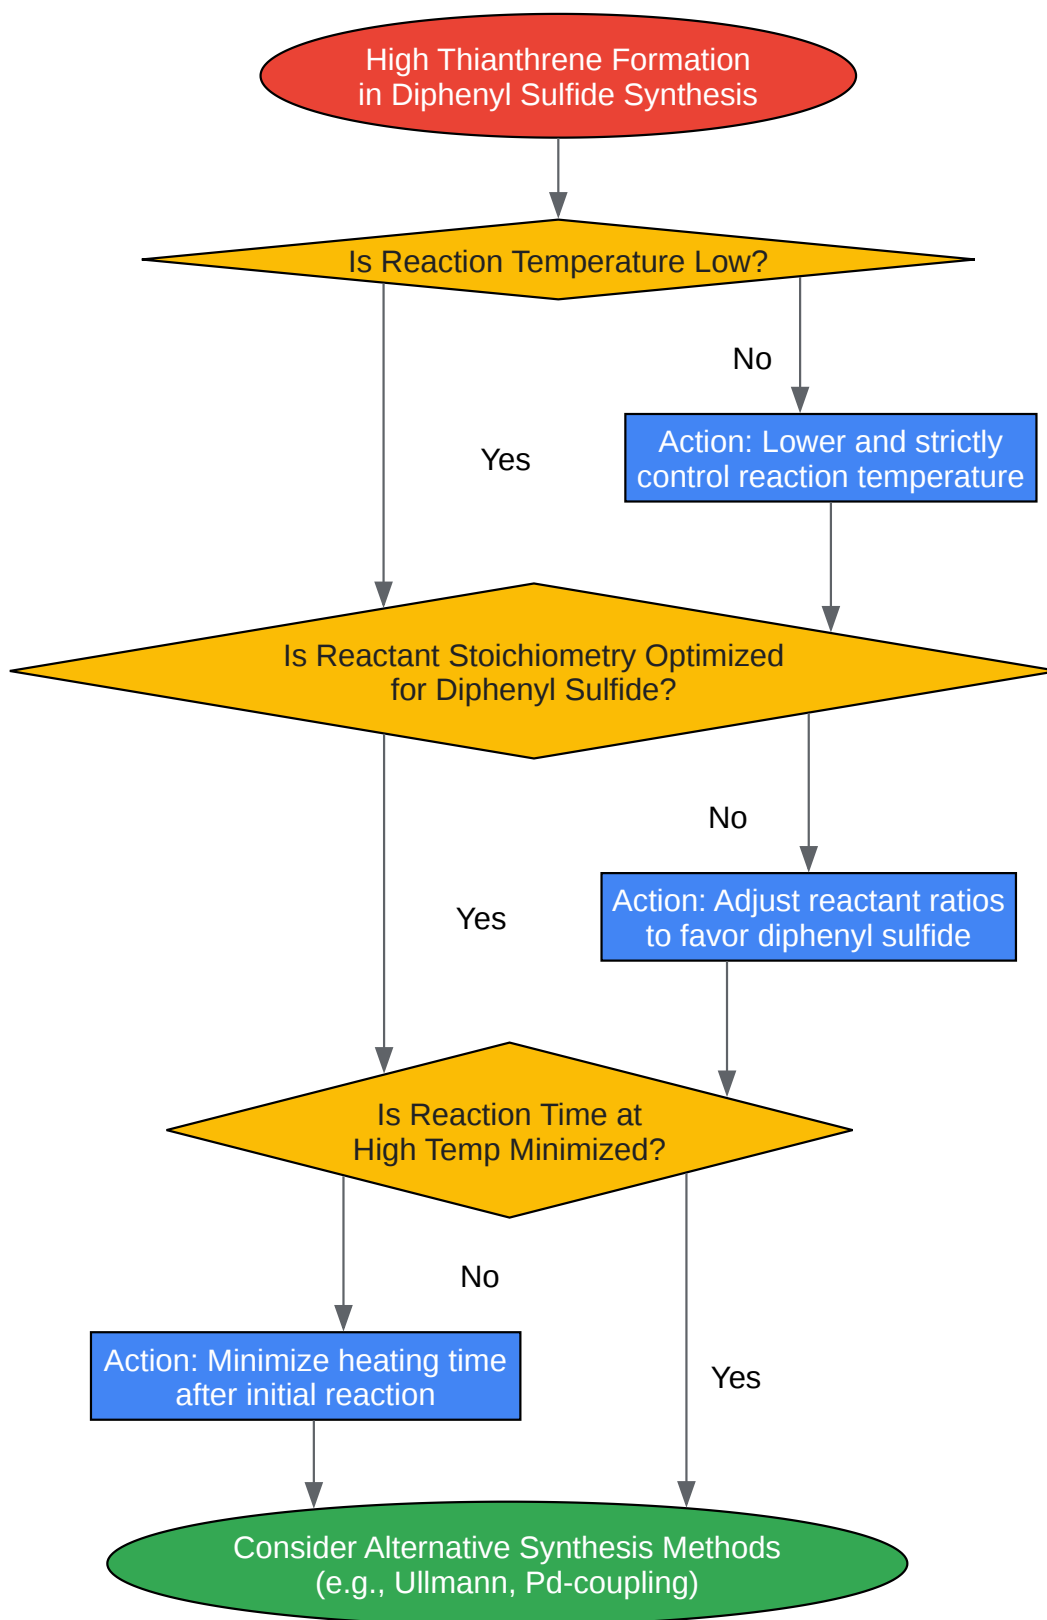 High Thianthrene Formation
in Diphenyl Sulfide Synthesis
Is Reaction Temperature Low?
No
Action: Lower and strictly
control reaction temperature
Yes
Is Reactant Stoichiometry Optimized
for Diphenyl Sulfide?
No
Action: Adjust reactant ratios
to favor diphenyl sulfide
Yes
Is Reaction Time at
High Temp Minimized?
No
Action: Minimize heating time
after initial reaction
Yes
Consider Alternative Synthesis Methods
(e.g., Ullmann, Pd-coupling)